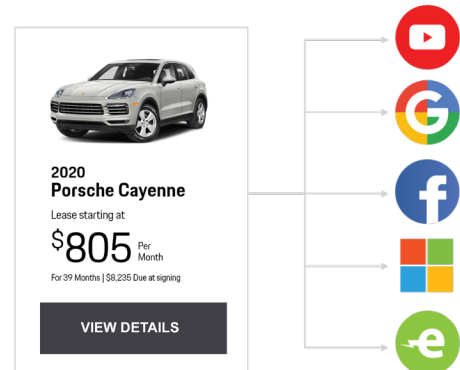 2020
Porsche Cayenne
Lease starting at
$805 Per
Month
For 39 Months | $8,235 Due at signing
VIEW DETAILS
G
f
e